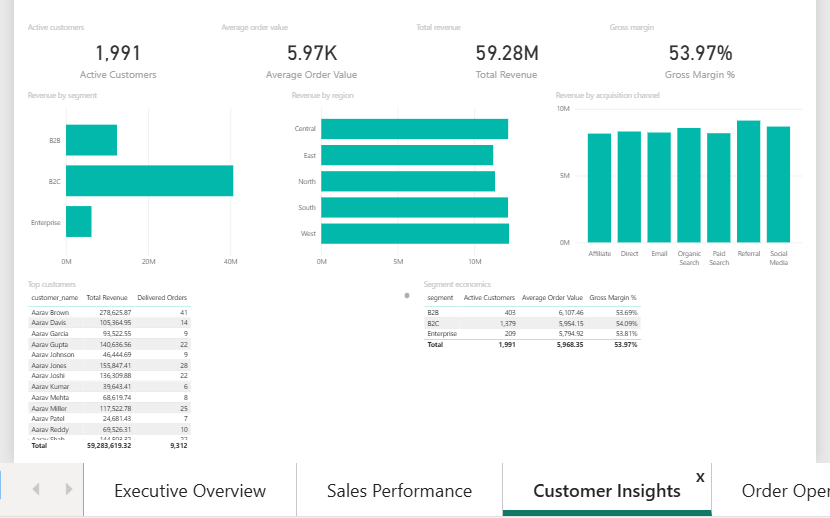 Active customers
Average order value
Total revenue
Gross margin
1,991
5.97K
59.28M
53.97%
Active Customers
Average Order Value
Total Revenue
Gross Margin %
Revenue by segment
B2B
B2C
Enterprise
0M 20M 40M
Revenue by region
Central
East
North
South
West
0M 5M 10M
Revenue by acquisition channel
10M
5M
0M
Affiliate Direct Email Organic Search Paid Search Referral Social Media
Top customers
customer_name Total Revenue Delivered Orders
Aarav Brown 278,625.87 41
Aarav Davis 105,364.95 14
Aarav Garcia 93,522.55 9
Aarav Gupta 140,636.56 22
Aarav Johnson 46,444.69 9
Aarav Jones 155,847.41 28
Aarav Joshi 136,309.88 22
Aarav Kumar 39,643.41 6
Aarav Mehta 68,619.74 8
Aarav Miller 117,522.78 25
Aarav Patel 24,681.43 7
Aarav Reddy 69,526.31 10
Aarav Shah
Total 59,283,619.32 9,312
Segment economics
segment Active Customers Average Order Value Gross Margin %
B2B 403 6,107.46 53.69%
B2C 1,379 5,954.15 54.09%
Enterprise 209 5,794.92 53.81%
Total 1,991 5,968.35 53.97%
Executive Overview
Sales Performance
Customer Insights
x
Order Oper